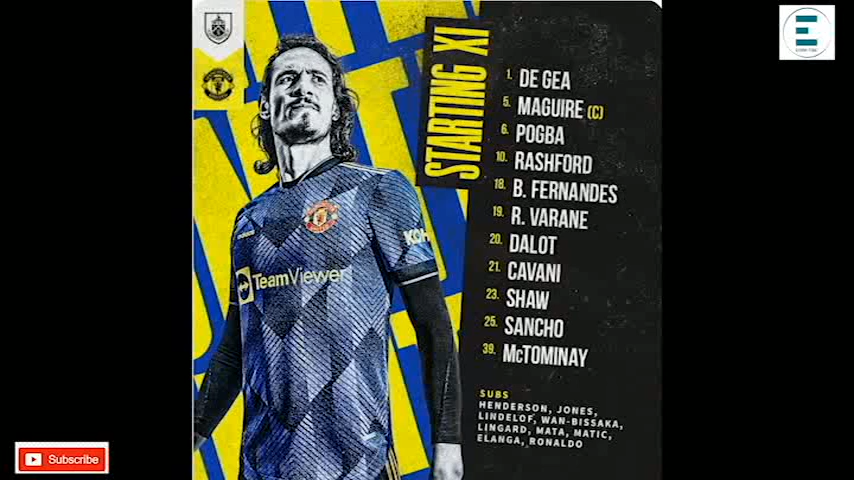 STARTING XI
1. DE GEA
5. MAGUIRE (C)
6. POGBA
10. RASHFORD
18. B. FERNANDES
19. R. VARANE
20. DALOT
21. CAVANI
23. SHAW
25. SANCHO
39. McTOMINAY
SUBS
HENDERSON, JONES,
LINDELOF, WAN-BISSAKA,
LINGARD, MATA, MATIC,
ELANGA, RONALDO
TeamViewer
KOH
E
Subscribe